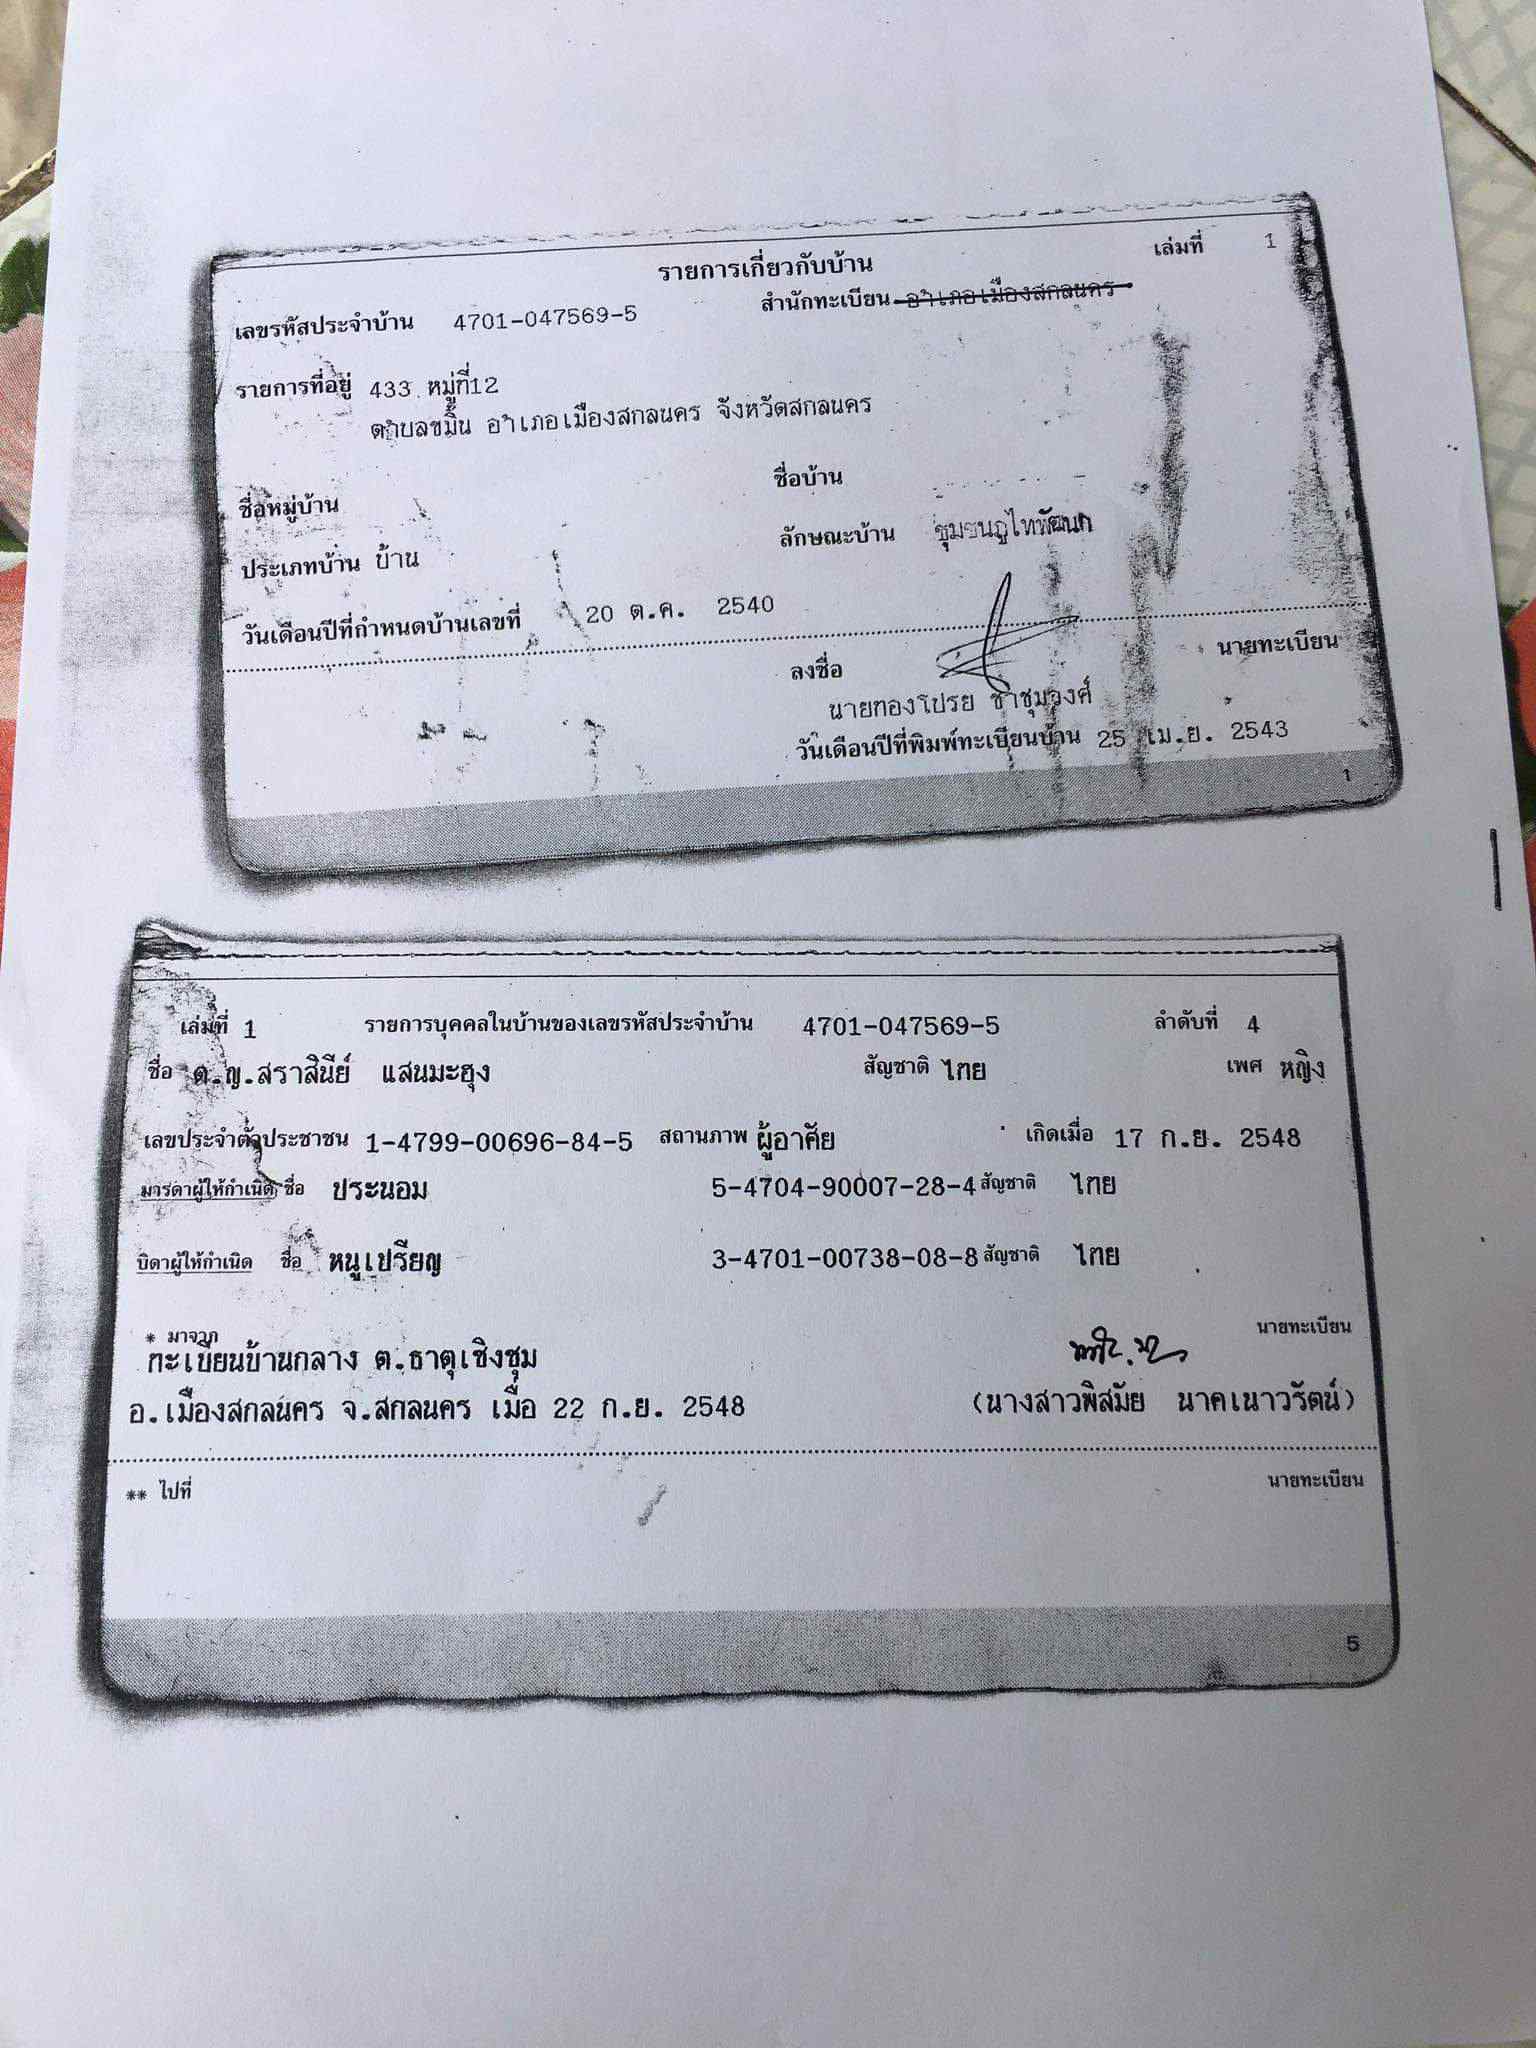 รายการเกี่ยวกับบ้าน เล่มที่ 1
เลขรหัสประจำบ้าน 4701-047569-5 สำนักทะเบียน อำเภอเมืองสกลนคร
รายการที่อยู่ 433 หมู่ที่12
ตำบลขมิ้น อำเภอเมืองสกลนคร จังหวัดสกลนคร
ชื่อหมู่บ้าน ชื่อบ้าน
ประเภทบ้าน บ้าน ลักษณะบ้าน
วันเดือนปีที่กำหนดบ้านเลขที่ 20 ต.ค. 2540
ลงชื่อ นายทะเบียน
นายทองโปรย ชาชุมวงศ์
วันเดือนปีที่พิมพ์ทะเบียนบ้าน 25 เม.ย. 2543
1
เล่มที่ 1 รายการบุคคลในบ้านของเลขรหัสประจำบ้าน 4701-047569-5 ลำดับที่ 4
ชื่อ ด.ญ.สราสินีย์ แสนมะฮุง สัญชาติ ไทย เพศ หญิง
เลขประจำตัวประชาชน 1-4799-00696-84-5 สถานภาพ ผู้อาศัย เกิดเมื่อ 17 ก.ย. 2548
มารดาผู้ให้กำเนิด ชื่อ ประนอม 5-4704-90007-28-4 สัญชาติ ไทย
บิดาผู้ให้กำเนิด ชื่อ หนูเปรียญ 3-4701-00738-08-8 สัญชาติ ไทย
* มาจาก นายทะเบียน
ทะเบียนบ้านกลาง ต.ธาตุเชิงชุม
อ.เมืองสกลนคร จ.สกลนคร เมื่อ 22 ก.ย. 2548 (นางสาวพิสมัย นาคเนาวรัตน์)
** ไปที่ นายทะเบียน
5